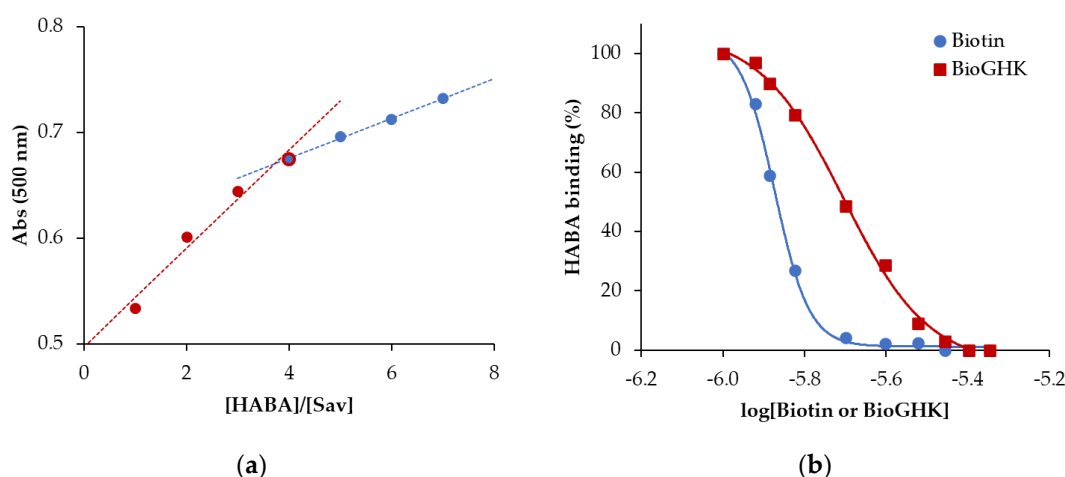 0.8
0.7
0.6
0.5
Abs (500 nm)
0 2 4 6 8
[HABA]/[Sav]
(a)
Biotin
BioGHK
100
80
60
40
20
0
HABA binding (%)
-6.2 -6.0 -5.8 -5.6 -5.4 -5.2
log[Biotin or BioGHK]
(b)